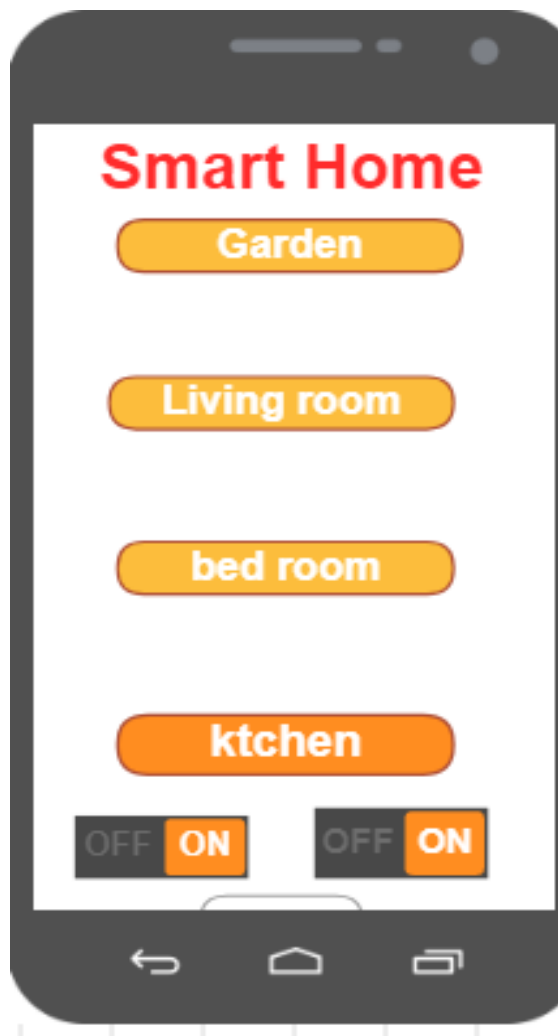 Smart Home
Garden
Living room
bed room
ktchen
OFF ON OFF ON